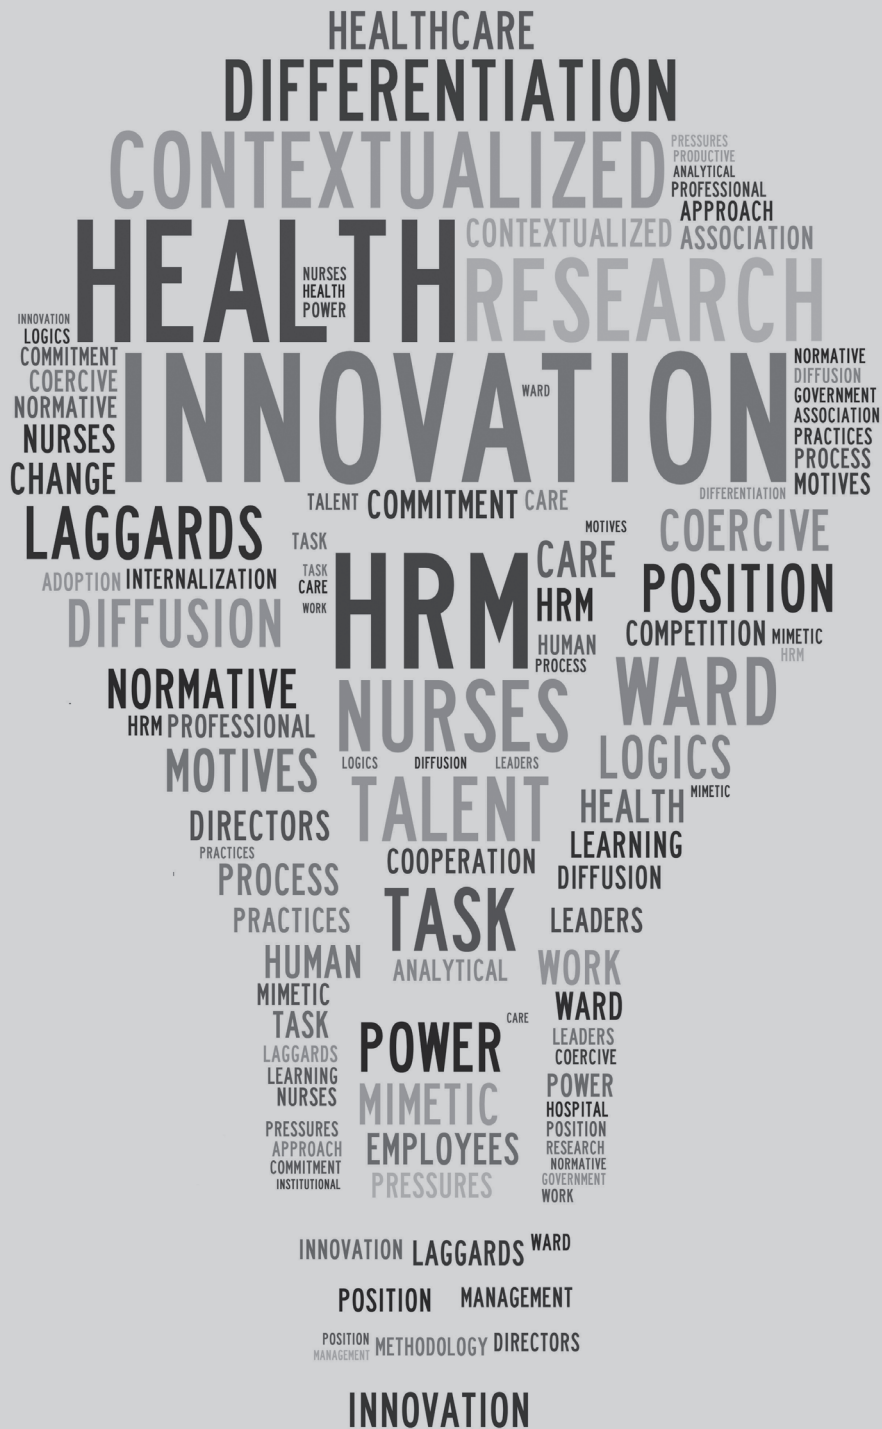 HEALTHCARE
DIFFERENTIATION
CONTEXTUALIZED
PRESSURES
PRODUCTIVE
ANALYTICAL
PROFESSIONAL
APPROACH
CONTEXTUALIZED ASSOCIATION
HEALTH
NURSES
HEALTH
POWER
RESEARCH
INNOVATION
LOGICS
COMMITMENT
COERCIVE
NORMATIVE
NURSES
CHANGE
INNOVATION
WARD
NORMATIVE
DIFFUSION
GOVERNMENT
ASSOCIATION
PRACTICES
PROCESS
MOTIVES
TALENT COMMITMENT CARE
DIFFERENTIATION
LAGGARDS
TASK
MOTIVES
COERCIVE
ADOPTION INTERNALIZATION
TASK
CARE
WORK
HRM
CARE
HRM
HUMAN
PROCESS
POSITION
DIFFUSION
COMPETITION MIMETIC
HRM
NORMATIVE
HRM PROFESSIONAL
NURSES
WARD
MOTIVES
LOGICS DIFFUSION LEADERS
LOGICS
TALENT
HEALTH MIMETIC
DIRECTORS
LEARNING
PRACTICES
COOPERATION
PROCESS
DIFFUSION
PRACTICES
TASK
LEADERS
HUMAN
ANALYTICAL
WORK
MIMETIC
WARD
TASK
POWER
CARE
LEADERS
LAGGARDS
COERCIVE
LEARNING
NURSES
MIMETIC
POWER
HOSPITAL
PRESSURES
POSITION
APPROACH
EMPLOYEES
RESEARCH
COMMITMENT
NORMATIVE
INSTITUTIONAL
PRESSURES
GOVERNMENT
WORK
INNOVATION LAGGARDS WARD
POSITION MANAGEMENT
POSITION
MANAGEMENT
METHODOLOGY DIRECTORS
INNOVATION